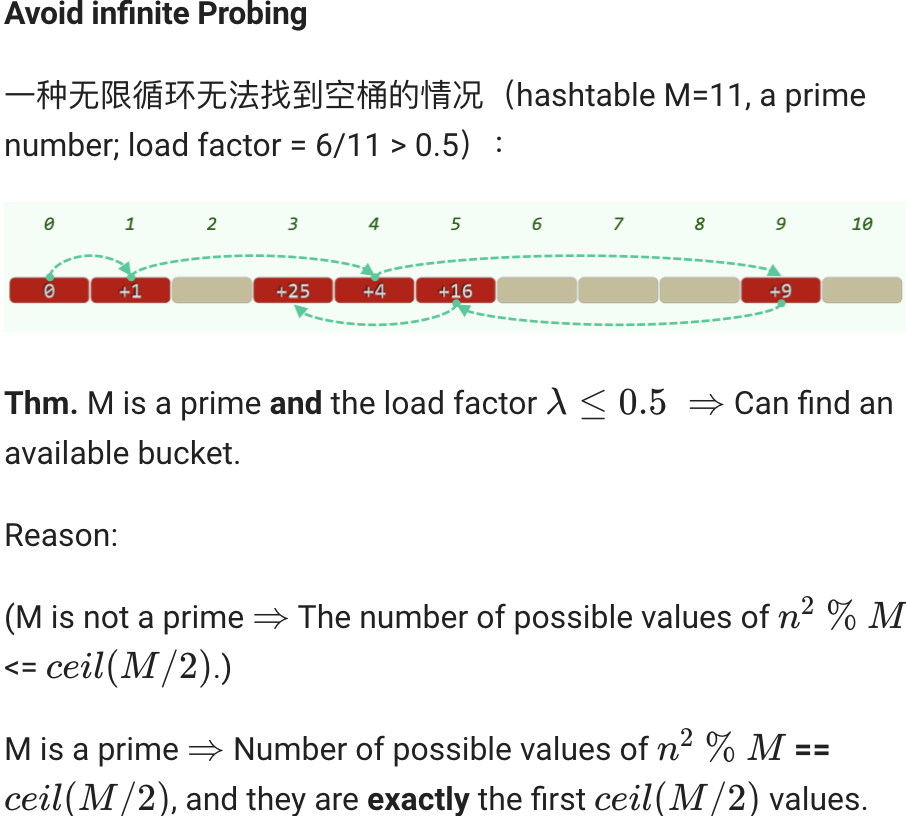 Avoid infinite Probing
一种无限循环无法找到空桶的情况（hashtable M=11, a prime
number; load factor = 6/11 > 0.5）：
0 1 2 3 4 5 6 7 8 9 10
0 +1 +25 +4 +16 +9
Thm. M is a prime and the load factor λ ≤ 0.5 ⇒ Can find an
available bucket.
Reason:
(M is not a prime ⇒ The number of possible values of n² % M
<= ceil(M/2).)
M is a prime ⇒ Number of possible values of n² % M ==
ceil(M/2), and they are exactly the first ceil(M/2) values.